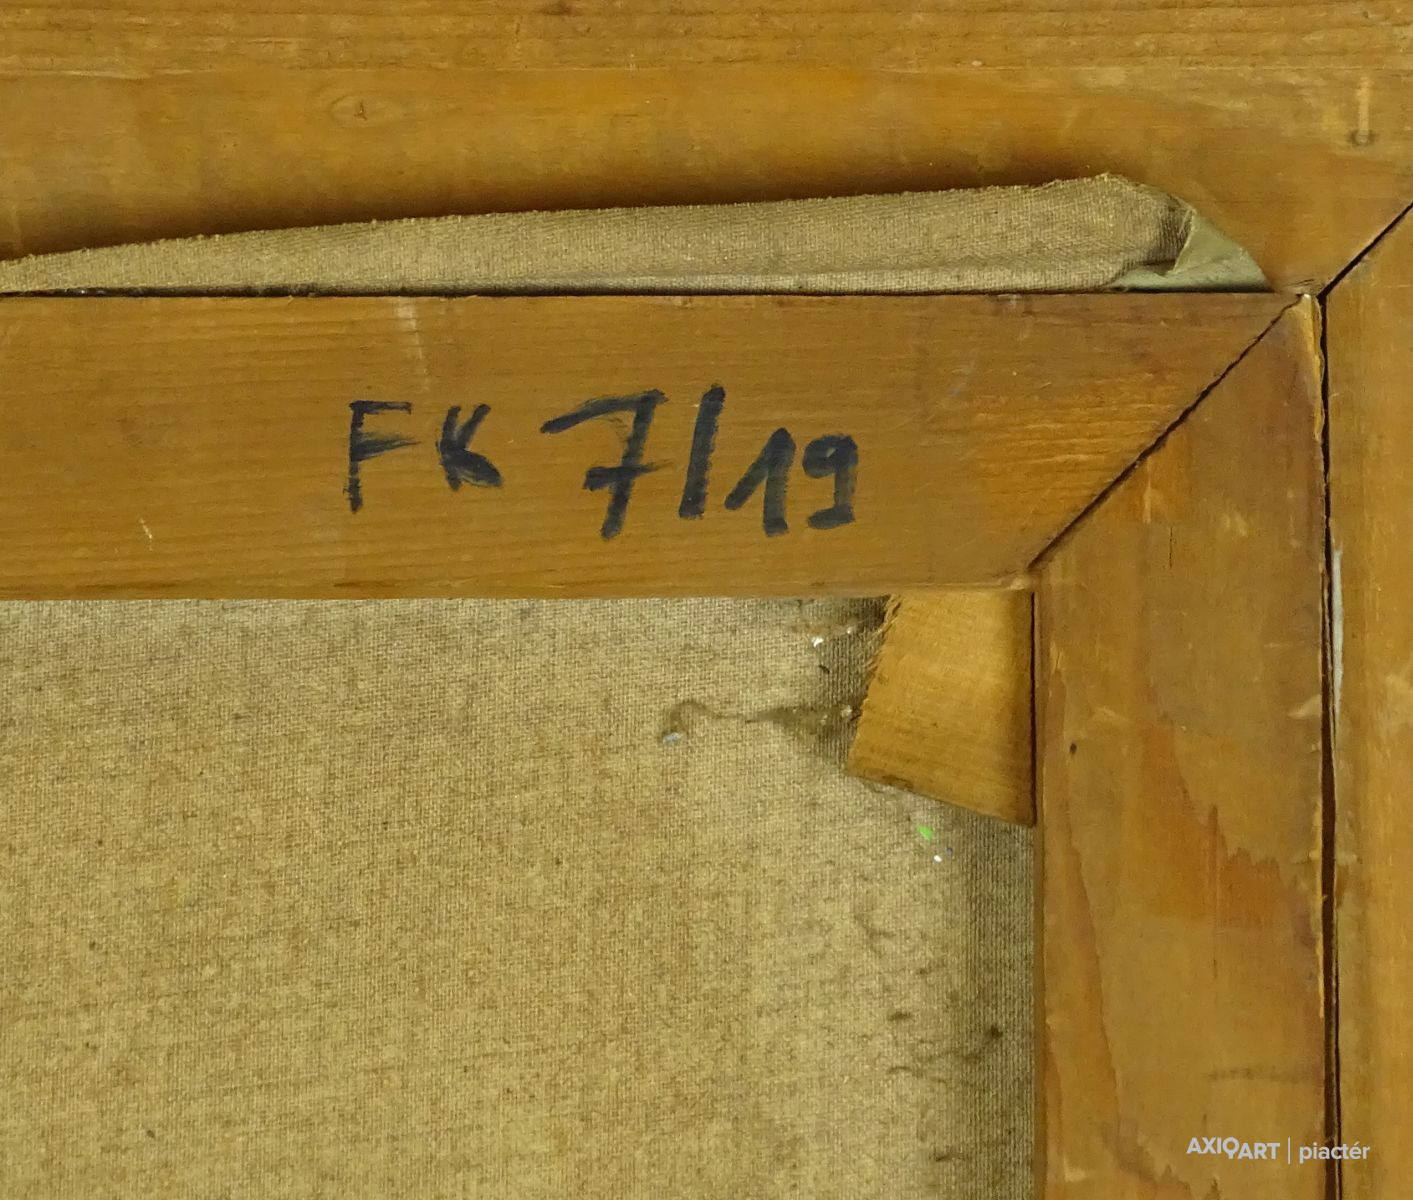 FK 7/19
AXIOART | piactér